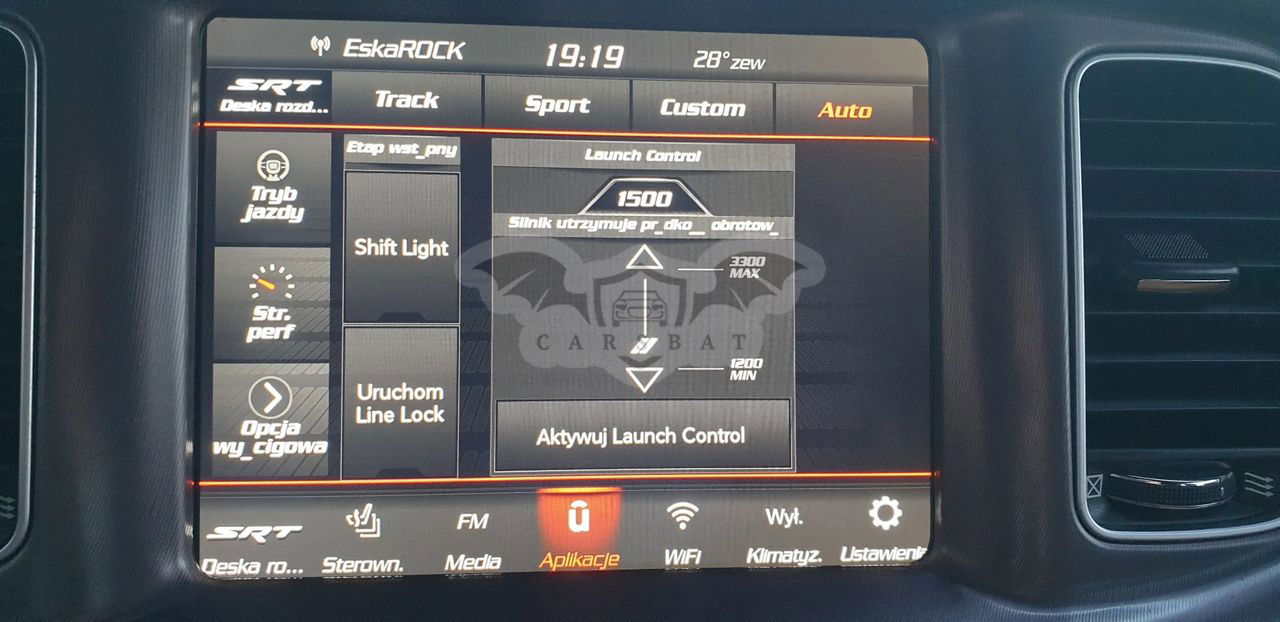 EskaROCK 19:19 28° zew
SRT
Deska rozd...
Track
Sport
Custom
Auto
Tryb
jazdy
Str.
perf
Opcja
wy_cigowa
Etap wst_pny
Shift Light
Uruchom
Line Lock
Launch Control
1500
Silnik utrzymuje pr_dko__ obrotow_
3300
MAX
CARSBAT
1200
MIN
Aktywuj Launch Control
SRT
Deska ro...
Sterown.
FM
Media
û
Aplikacje
WiFi
Wył.
Klimatyz.
Ustawienia